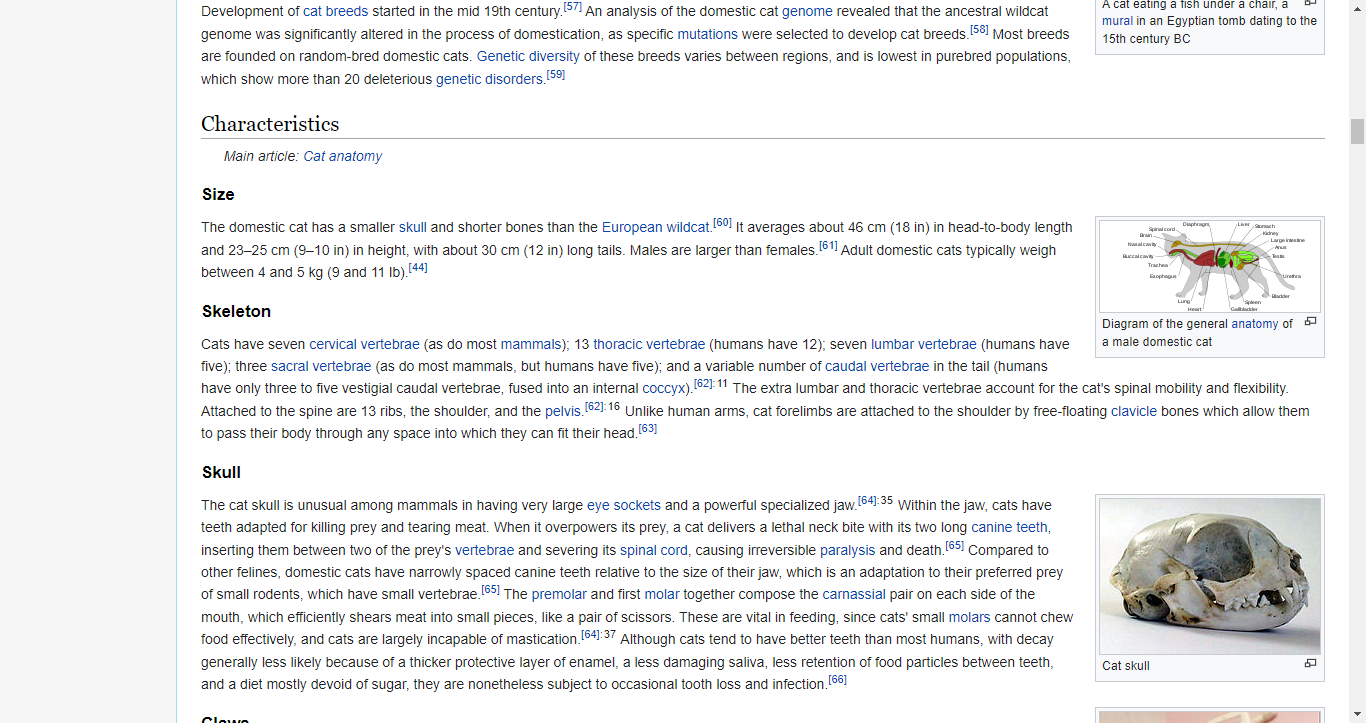 Development of cat breeds started in the mid 19th century.[57] An analysis of the domestic cat genome revealed that the ancestral wildcat
genome was significantly altered in the process of domestication, as specific mutations were selected to develop cat breeds.[58] Most breeds
are founded on random-bred domestic cats. Genetic diversity of these breeds varies between regions, and is lowest in purebred populations,
which show more than 20 deleterious genetic disorders.[59]
A cat eating a fish under a chair, a
mural in an Egyptian tomb dating to the
15th century BC
Characteristics
Main article: Cat anatomy
Size
The domestic cat has a smaller skull and shorter bones than the European wildcat.[60] It averages about 46 cm (18 in) in head-to-body length
and 23–25 cm (9–10 in) in height, with about 30 cm (12 in) long tails. Males are larger than females.[61] Adult domestic cats typically weigh
between 4 and 5 kg (9 and 11 lb).[44]
Diaphragm
Liver
Stomach
Spinal cord
Kidney
Brain
Large intestine
Nasal cavity
Anus
Buccal cavity
Testis
Trachea
Esophagus
Urethra
Lung
Bladder
Spleen
Heart
Gallbladder
Diagram of the general anatomy of
a male domestic cat
Skeleton
Cats have seven cervical vertebrae (as do most mammals); 13 thoracic vertebrae (humans have 12); seven lumbar vertebrae (humans have
five); three sacral vertebrae (as do most mammals, but humans have five); and a variable number of caudal vertebrae in the tail (humans
have only three to five vestigial caudal vertebrae, fused into an internal coccyx).[62]:11 The extra lumbar and thoracic vertebrae account for the cat's spinal mobility and flexibility.
Attached to the spine are 13 ribs, the shoulder, and the pelvis.[62]:16 Unlike human arms, cat forelimbs are attached to the shoulder by free-floating clavicle bones which allow them
to pass their body through any space into which they can fit their head.[63]
Skull
The cat skull is unusual among mammals in having very large eye sockets and a powerful specialized jaw.[64]:35 Within the jaw, cats have
teeth adapted for killing prey and tearing meat. When it overpowers its prey, a cat delivers a lethal neck bite with its two long canine teeth,
inserting them between two of the prey's vertebrae and severing its spinal cord, causing irreversible paralysis and death.[65] Compared to
other felines, domestic cats have narrowly spaced canine teeth relative to the size of their jaw, which is an adaptation to their preferred prey
of small rodents, which have small vertebrae.[65] The premolar and first molar together compose the carnassial pair on each side of the
mouth, which efficiently shears meat into small pieces, like a pair of scissors. These are vital in feeding, since cats' small molars cannot chew
food effectively, and cats are largely incapable of mastication.[64]:37 Although cats tend to have better teeth than most humans, with decay
generally less likely because of a thicker protective layer of enamel, a less damaging saliva, less retention of food particles between teeth,
and a diet mostly devoid of sugar, they are nonetheless subject to occasional tooth loss and infection.[66]
Cat skull
Claws